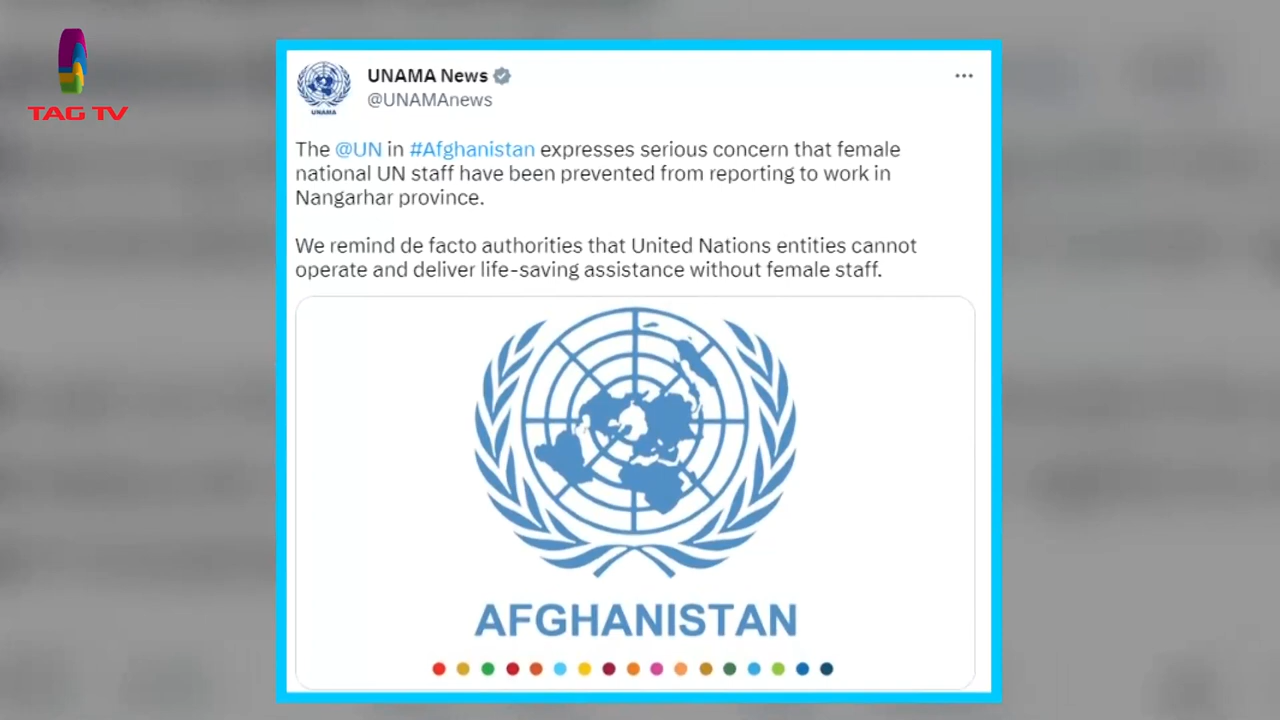 TAG TV
UNAMA News
@UNAMAnews
UNAMA
The @UN in #Afghanistan expresses serious concern that female
national UN staff have been prevented from reporting to work in
Nangarhar province.
We remind de facto authorities that United Nations entities cannot
operate and deliver life-saving assistance without female staff.
AFGHANISTAN